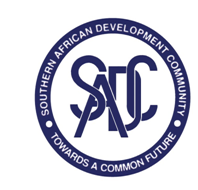 SOUTHERN AFRICAN DEVELOPMENT COMMUNITY
SADC
TOWARDS A COMMON FUTURE